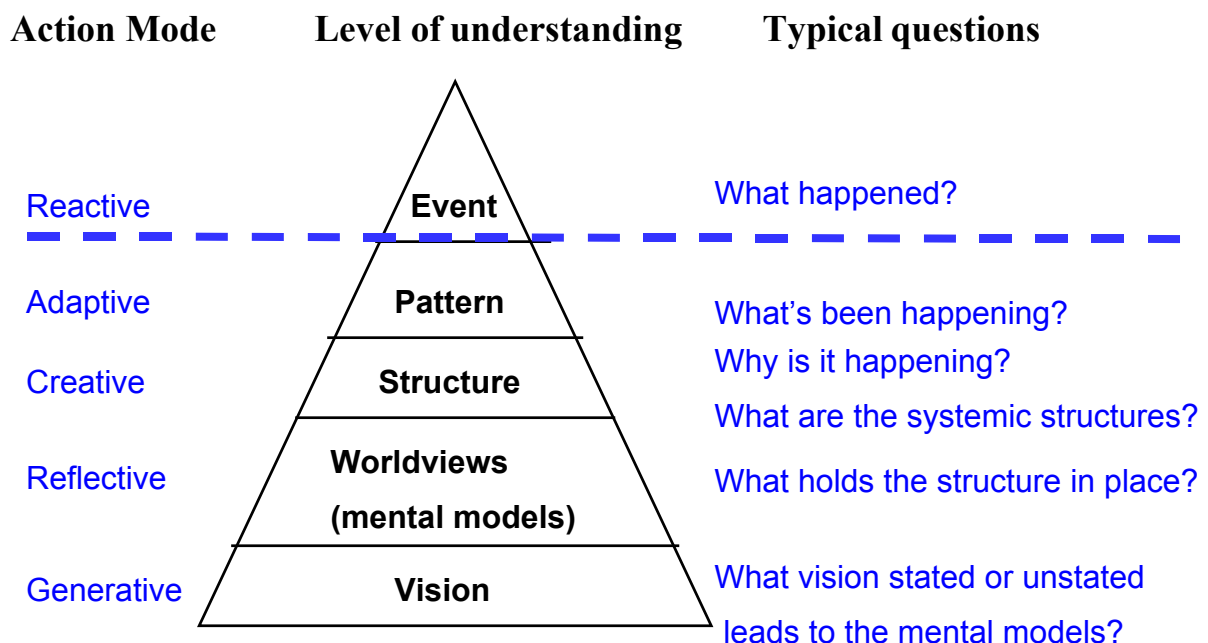 Action Mode Level of understanding Typical questions
Reactive Event What happened?
Adaptive Pattern What’s been happening?
Why is it happening?
Creative Structure
What are the systemic structures?
Worldviews
Reflective What holds the structure in place?
(mental models)
Generative Vision What vision stated or unstated
leads to the mental models?